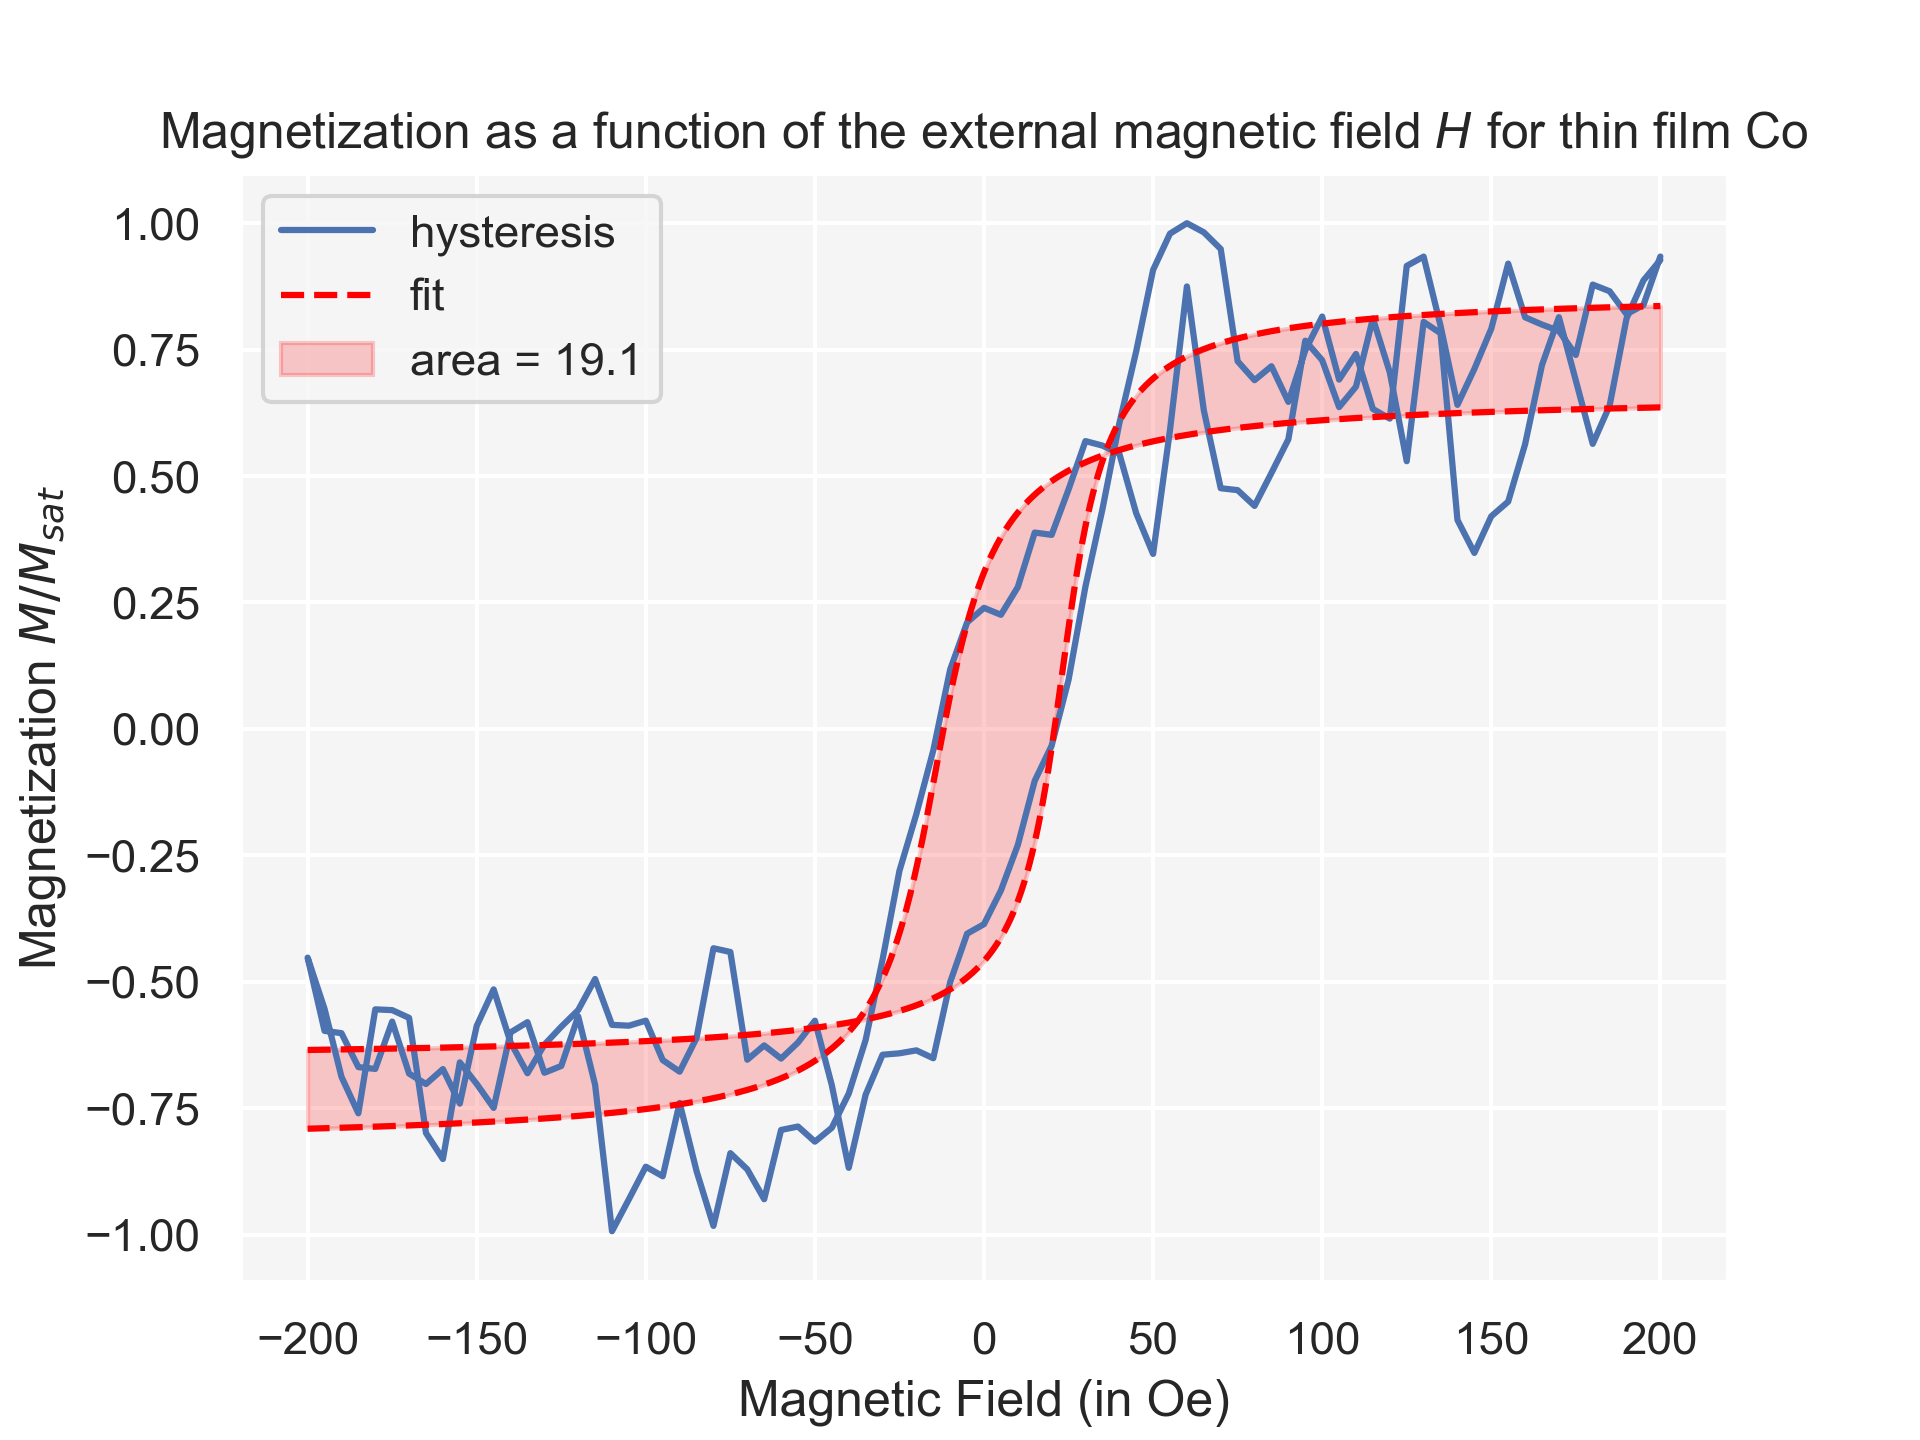 Magnetization as a function of the external magnetic field H for thin film Co
hysteresis
fit
area = 19.1
1.00
0.75
0.50
0.25
0.00
−0.25
−0.50
−0.75
−1.00
Magnetization M/M_sat
−200 −150 −100 −50 0 50 100 150 200
Magnetic Field (in Oe)